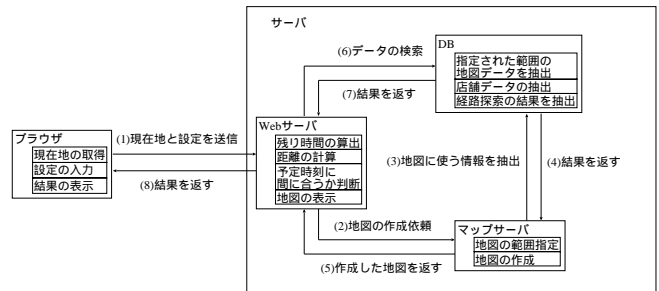 サーバ
(6)データの検索
DB
指定された範囲の
地図データを抽出
店舗データの抽出
経路探索の結果を抽出
(7)結果を返す
(1)現在地と設定を送信
Webサーバ
残り時間の算出
距離の計算
予定時刻に
間に合うか判断
地図の表示
ブラウザ
現在地の取得
設定の入力
結果の表示
(8)結果を返す
(3)地図に使う情報を抽出
(4)結果を返す
(2)地図の作成依頼
マップサーバ
地図の範囲指定
地図の作成
(5)作成した地図を返す